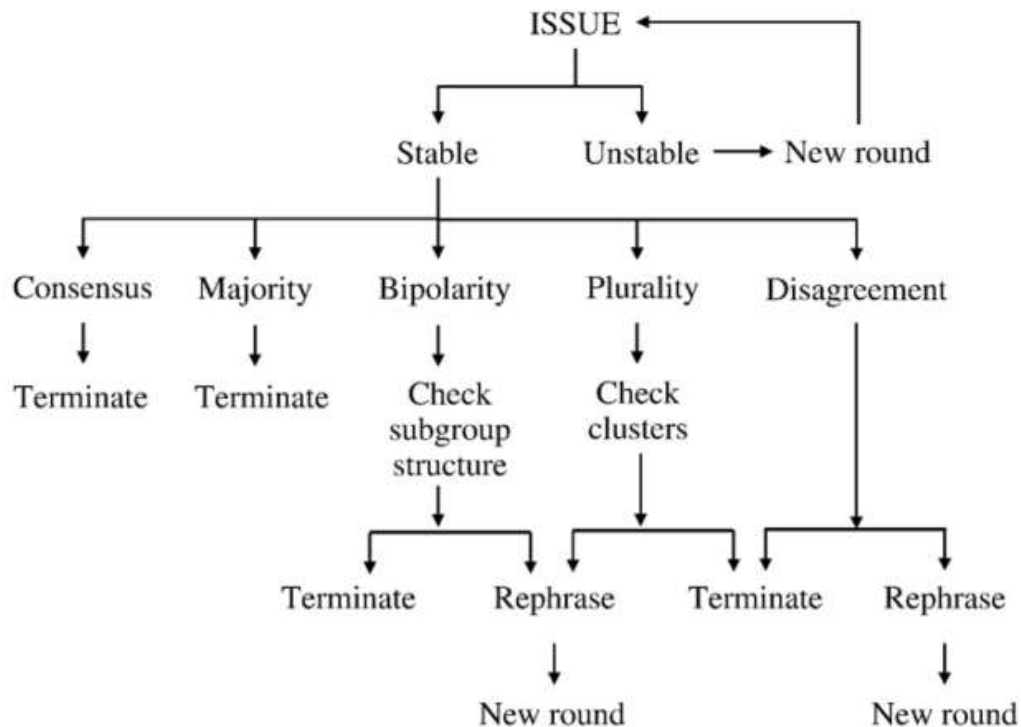 ISSUE
Stable
Unstable
New round
Consensus
Majority
Bipolarity
Plurality
Disagreement
Terminate
Terminate
Check
subgroup
structure
Check
clusters
Terminate
Rephrase
Terminate
Rephrase
New round
New round